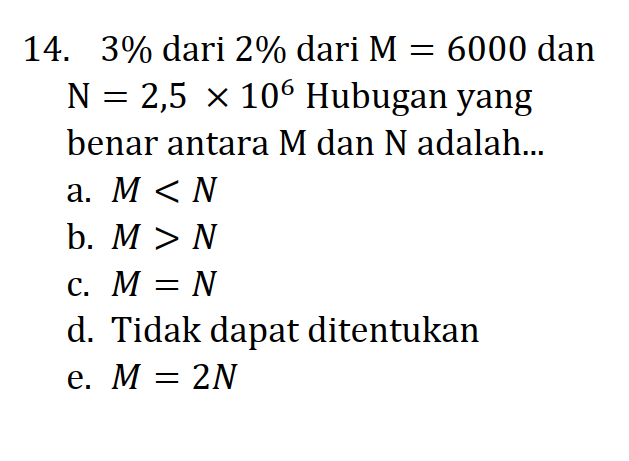 14. 3% dari 2% dari M = 6000 dan
N = 2,5 × 10⁶ Hubugan yang
benar antara M dan N adalah...
a. M < N
b. M > N
c. M = N
d. Tidak dapat ditentukan
e. M = 2N